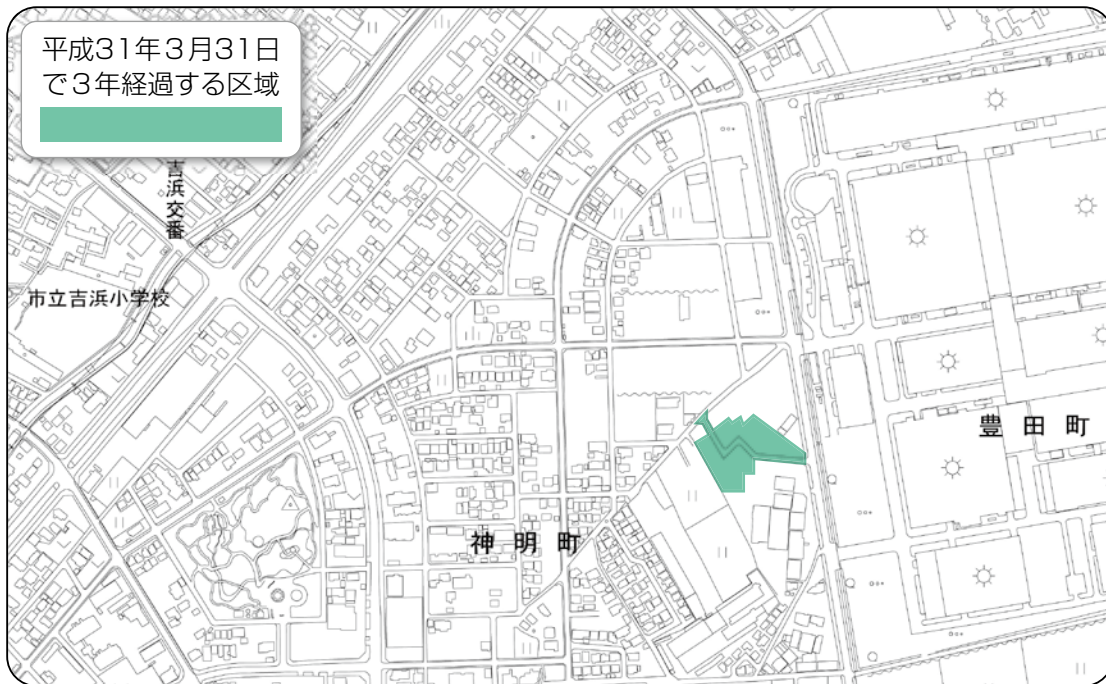 平成31年３月31日
で３年経過する区域
吉浜交番
市立吉浜小学校
豊田町
神明町